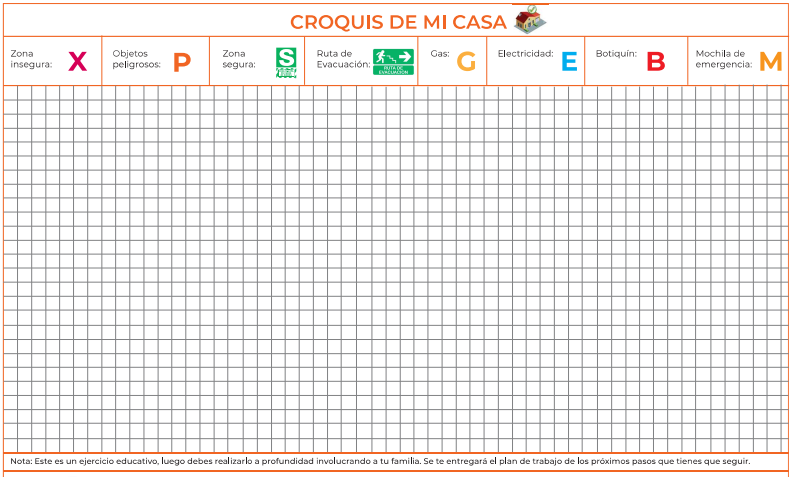 CROQUIS DE MI CASA
Zona insegura: X
Objetos peligrosos: P
Zona segura: S
Ruta de Evacuación: RUTA DE EVACUACIÓN
Gas: G
Electricidad: E
Botiquín: B
Mochila de emergencia: M
Nota: Este es un ejercicio educativo, luego debes realizarlo a profundidad involucrando a tu familia. Se te entregará el plan de trabajo de los próximos pasos que tienes que seguir.